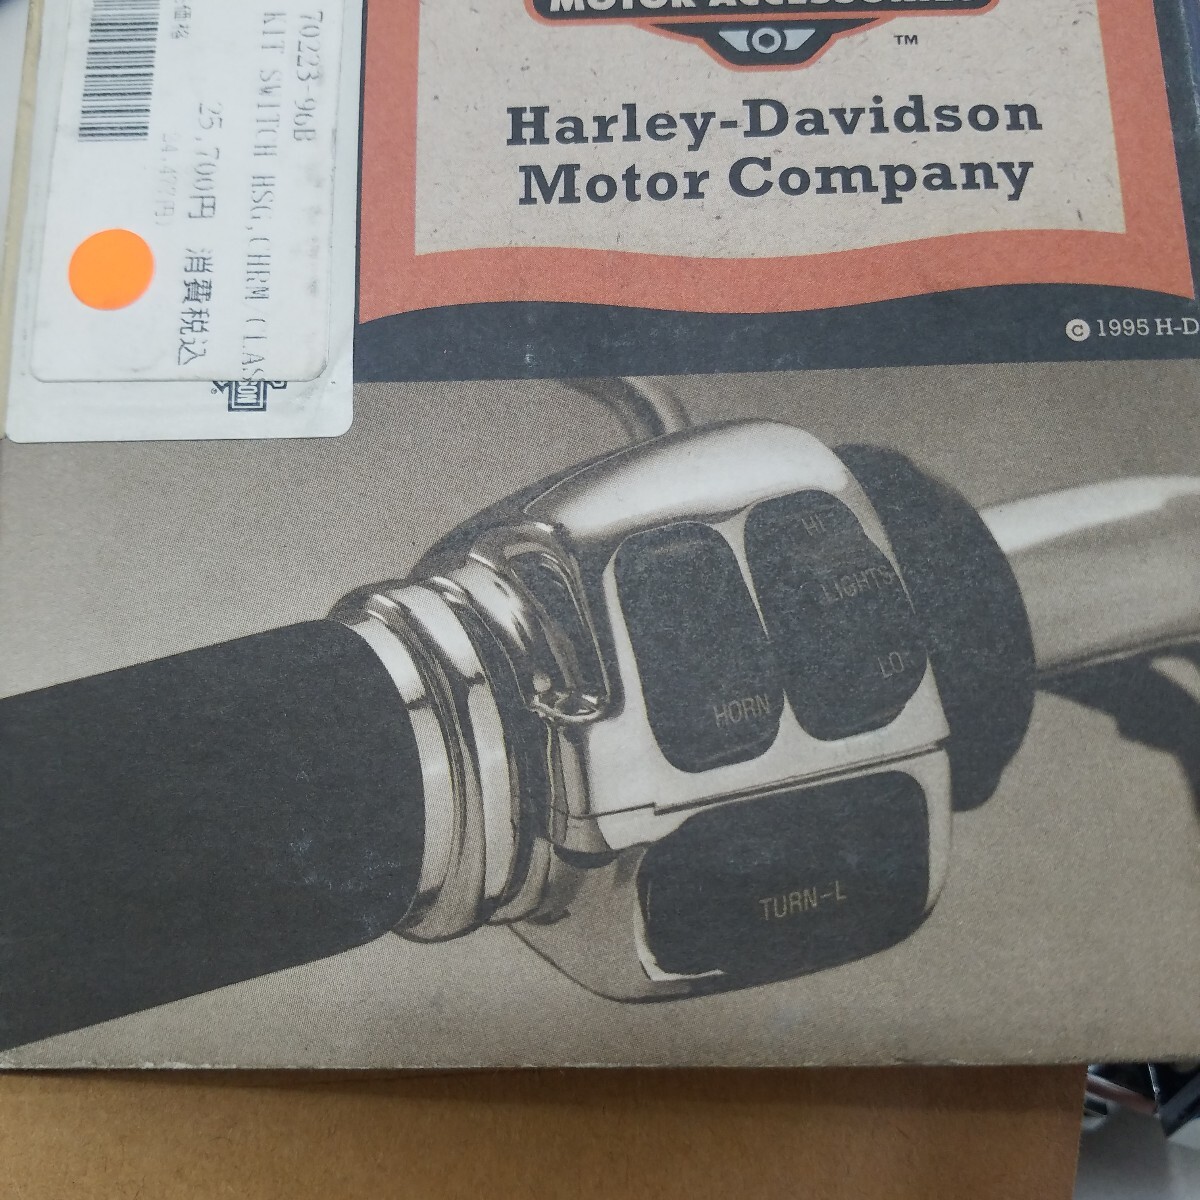 MOTOR ACCESSORIES
TM
Harley-Davidson
Motor Company
© 1995 H-D
70223-96B
KIT SWITCH HSG,CHRM (CLASS
25,700円 消費税込
HI
LIGHTS
LO
HORN
TURN-L